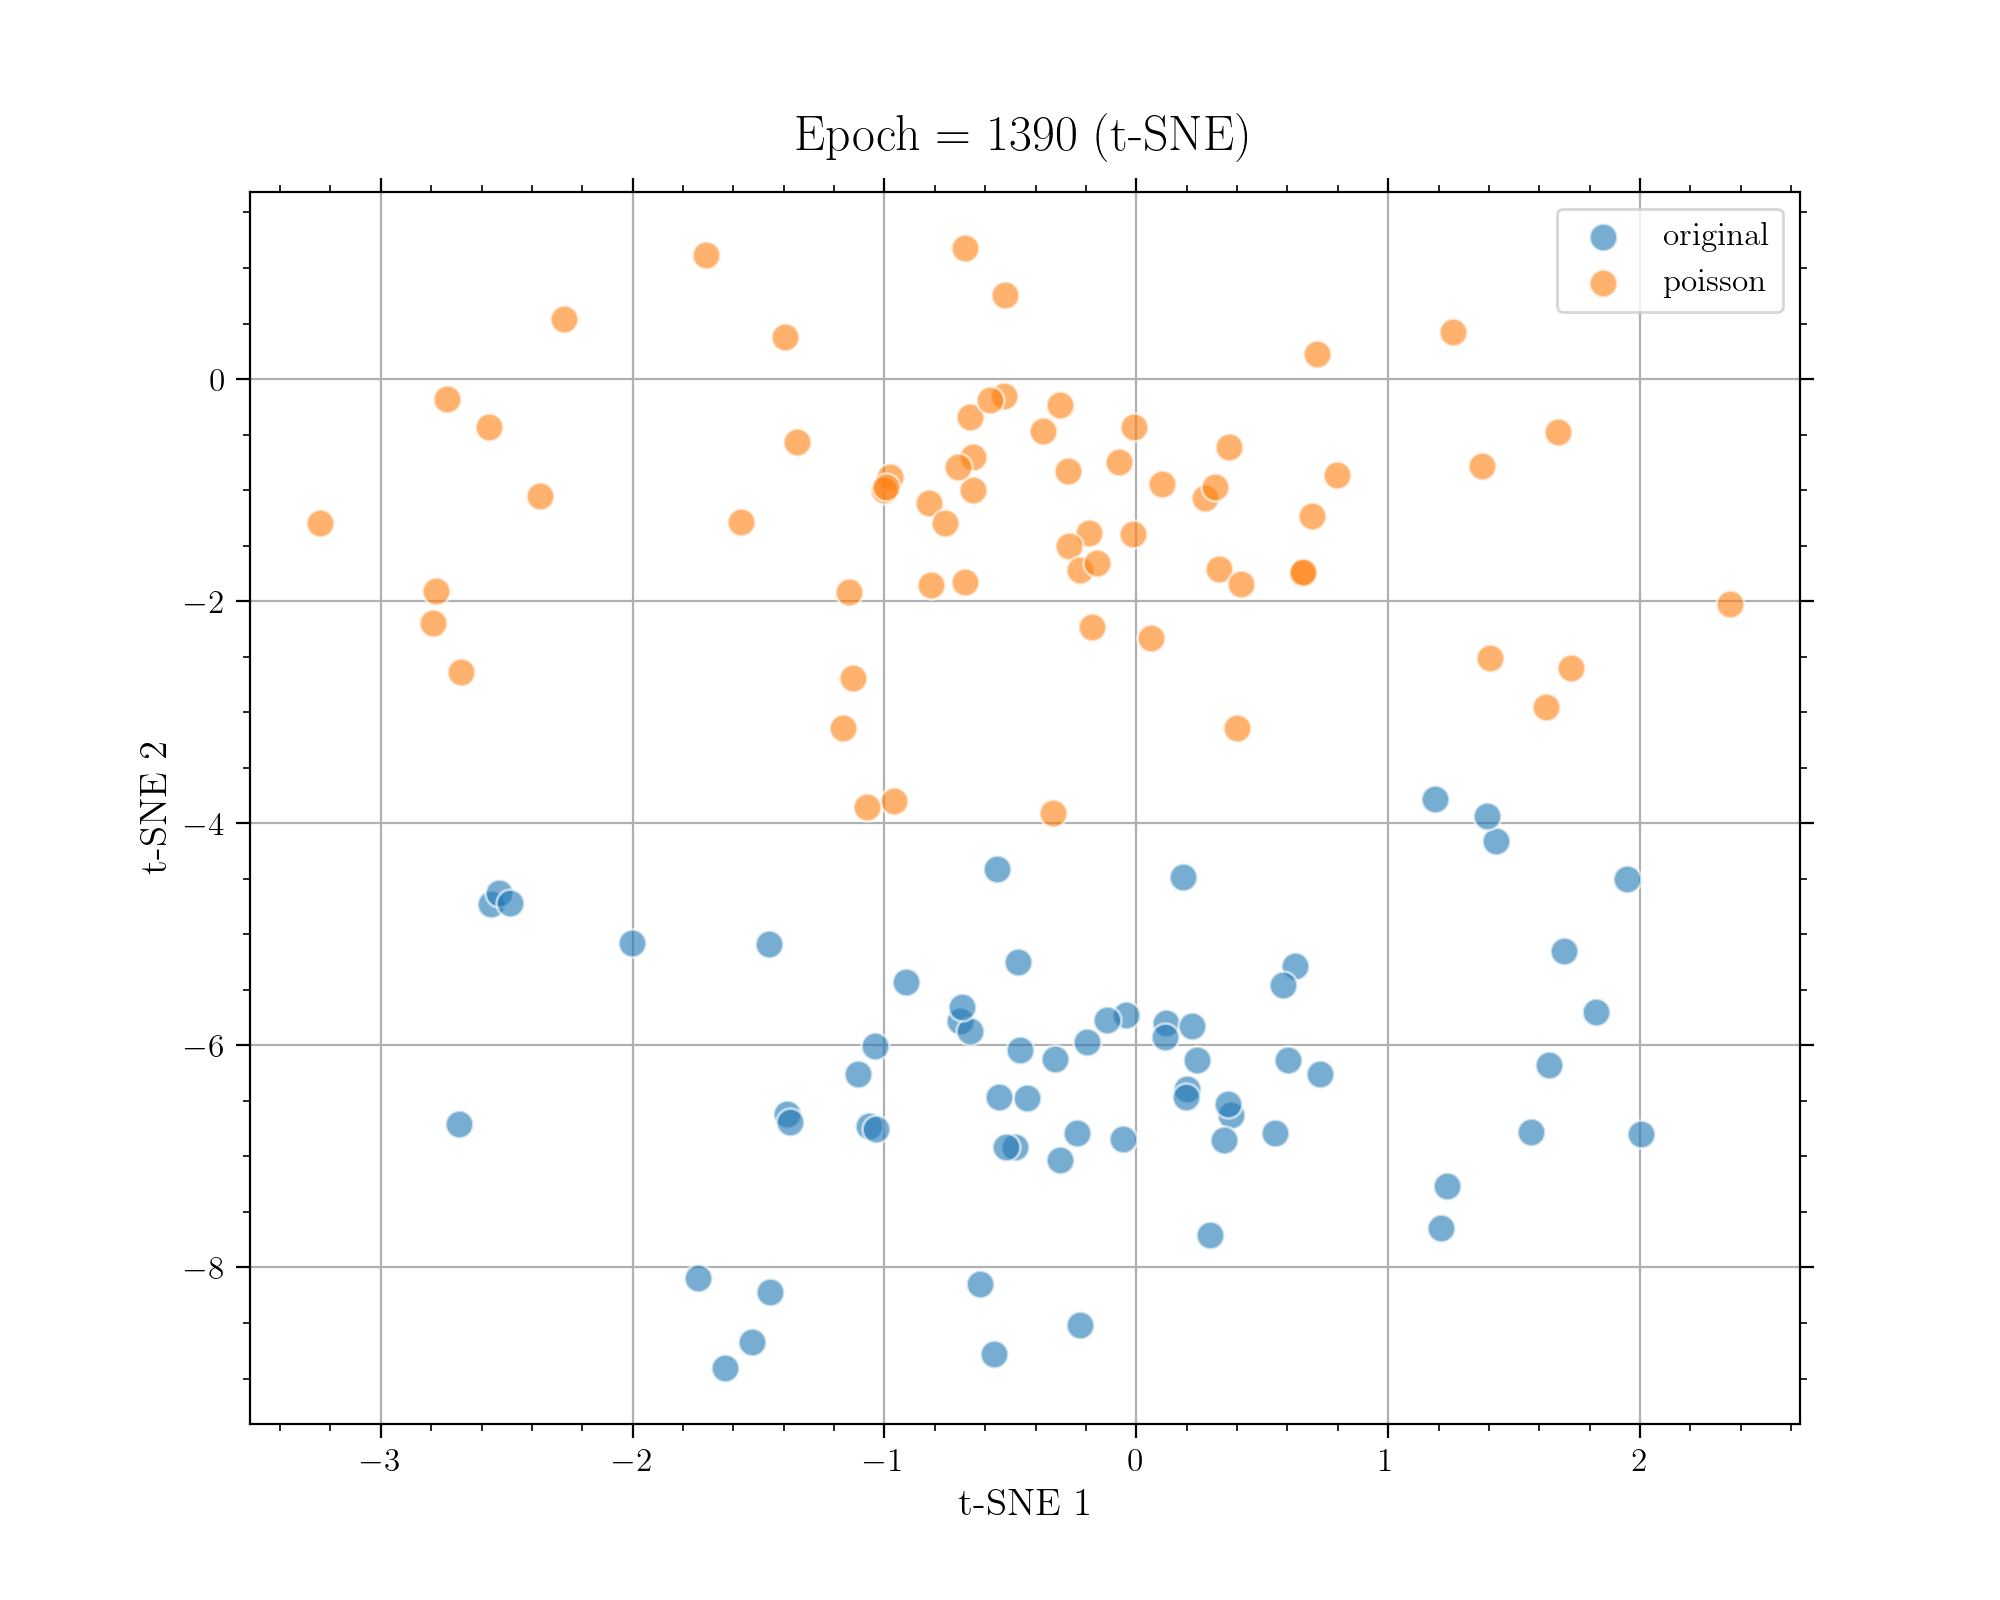 Epoch = 1390 (t-SNE)
original
poisson
0
−2
−4
−6
−8
t-SNE 2
−3
−2
−1
0
1
2
t-SNE 1